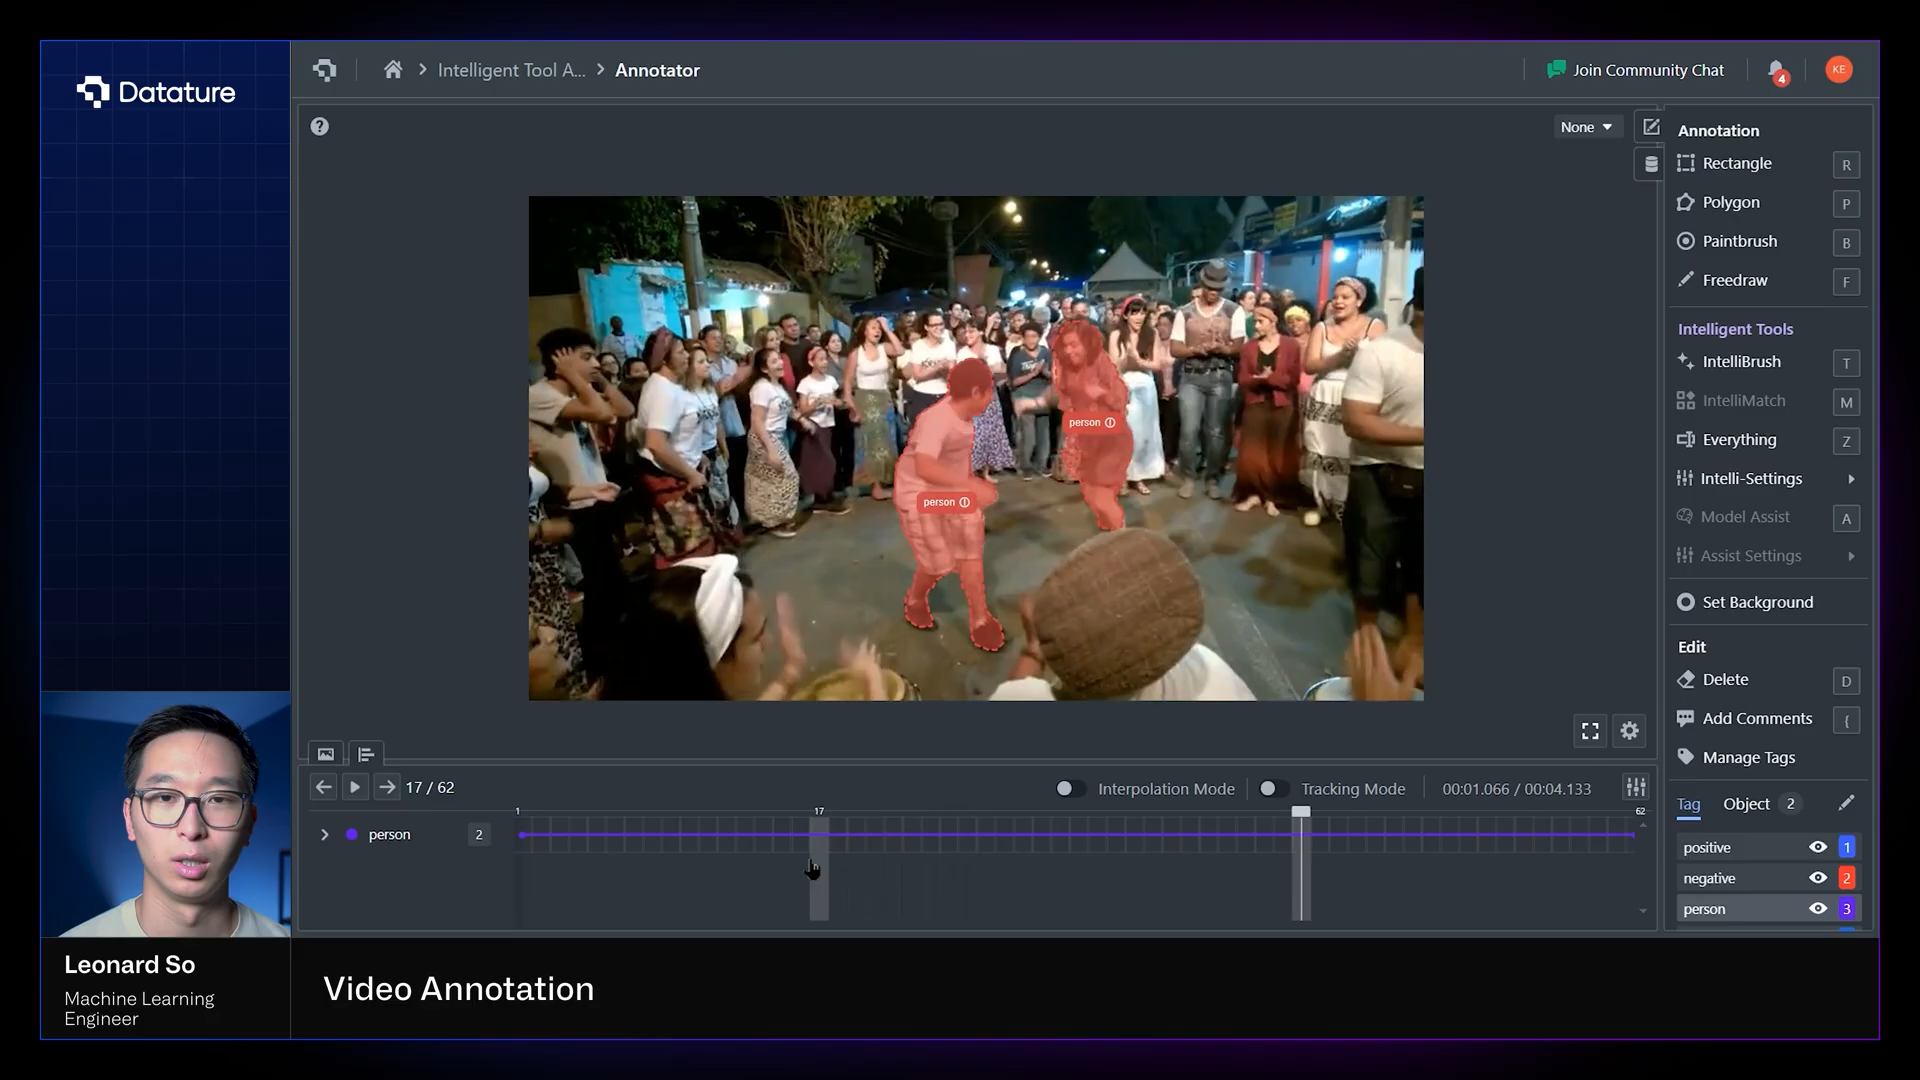 Datature
Intelligent Tool A...
Annotator
Join Community Chat
4
KE
None
Annotation
Rectangle
R
Polygon
P
Paintbrush
B
Freedraw
F
Intelligent Tools
IntelliBrush
T
IntelliMatch
M
Everything
Z
Intelli-Settings
Model Assist
A
Assist Settings
Set Background
Edit
Delete
D
Add Comments
{
Manage Tags
Tag
Object
2
positive
1
negative
2
person
3
person
person
17 / 62
Interpolation Mode
Tracking Mode
00:01.066 / 00:04.133
1
17
62
person
2
Leonard So
Machine Learning
Engineer
Video Annotation